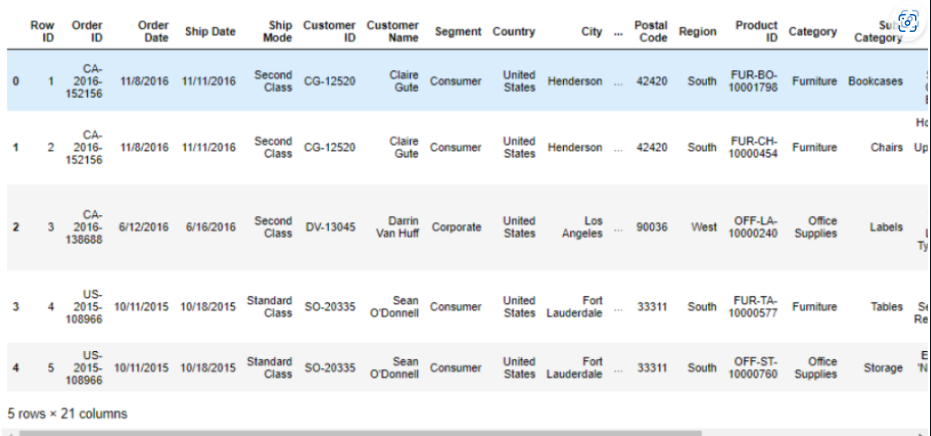 Row ID Order ID Order Date Ship Date Ship Mode Customer ID Customer Name Segment Country City ... Postal Code Region Product ID Category Sub Category
0 1 CA-2016-152156 11/8/2016 11/11/2016 Second Class CG-12520 Claire Gute Consumer United States Henderson ... 42420 South FUR-BO-10001798 Furniture Bookcases
1 2 CA-2016-152156 11/8/2016 11/11/2016 Second Class CG-12520 Claire Gute Consumer United States Henderson ... 42420 South FUR-CH-10000454 Furniture Chairs Up
2 3 CA-2016-138688 6/12/2016 6/16/2016 Second Class DV-13045 Darrin Van Huff Corporate United States Los Angeles ... 90036 West OFF-LA-10000240 Office Supplies Labels
3 4 US-2015-108966 10/11/2015 10/18/2015 Standard Class SO-20335 Sean O'Donnell Consumer United States Fort Lauderdale ... 33311 South FUR-TA-10000577 Furniture Tables
4 5 US-2015-108966 10/11/2015 10/18/2015 Standard Class SO-20335 Sean O'Donnell Consumer United States Fort Lauderdale ... 33311 South OFF-ST-10000760 Office Supplies Storage
5 rows × 21 columns